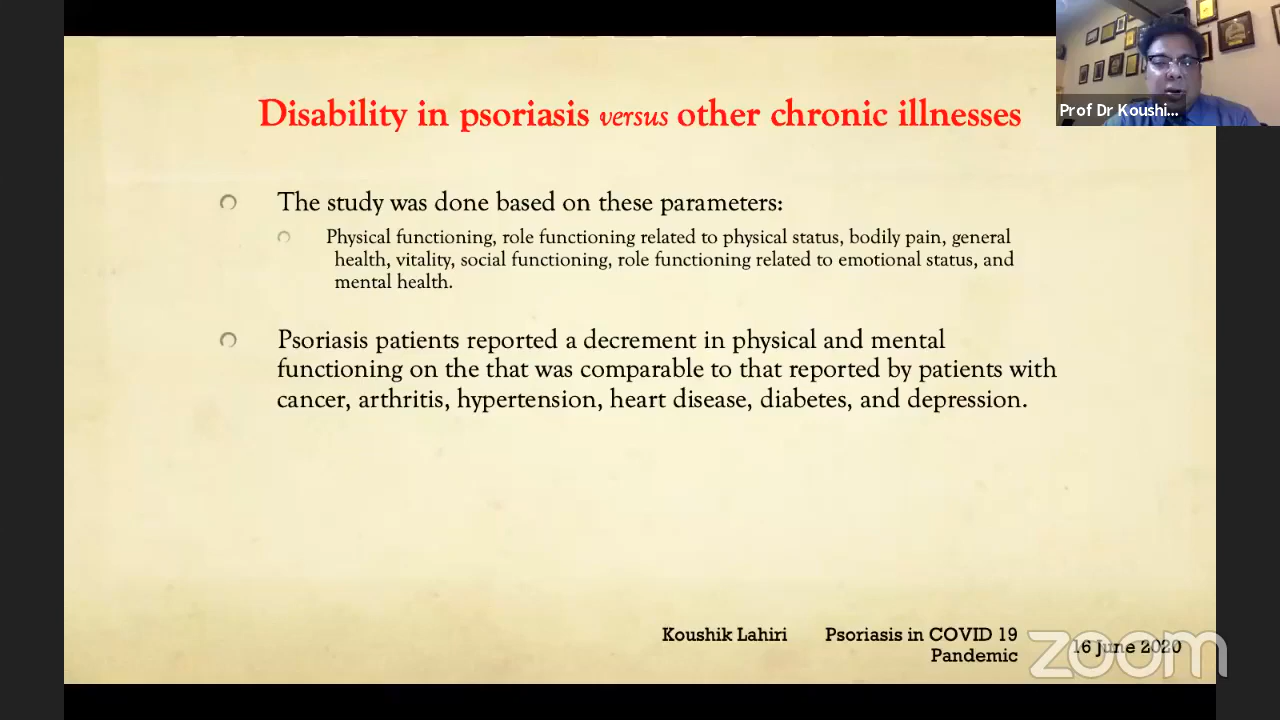 Disability in psoriasis versus other chronic illnesses
Prof Dr Koushi...
The study was done based on these parameters:
Physical functioning, role functioning related to physical status, bodily pain, general
health, vitality, social functioning, role functioning related to emotional status, and
mental health.
Psoriasis patients reported a decrement in physical and mental
functioning on the that was comparable to that reported by patients with
cancer, arthritis, hypertension, heart disease, diabetes, and depression.
Koushik Lahiri Psoriasis in COVID 19
Pandemic
16 June 2020
zoom